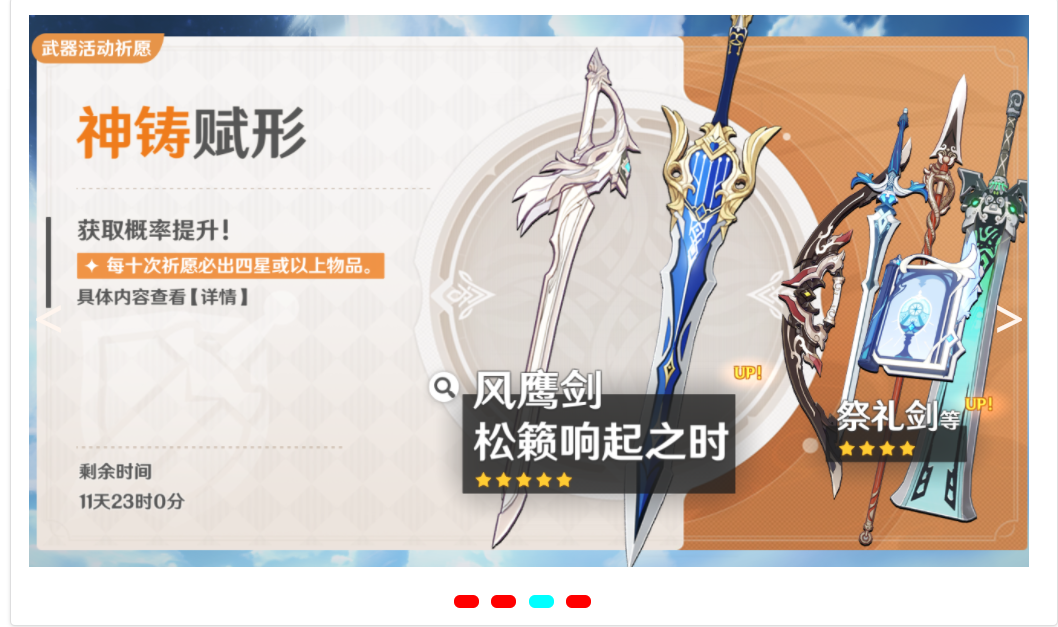 武器活动祈愿
神铸赋形
获取概率提升！
每十次祈愿必出四星或以上物品。
具体内容查看【详情】
剩余时间
11天23时0分
风鹰剑
松籁响起之时
UP!
祭礼剑等
UP!